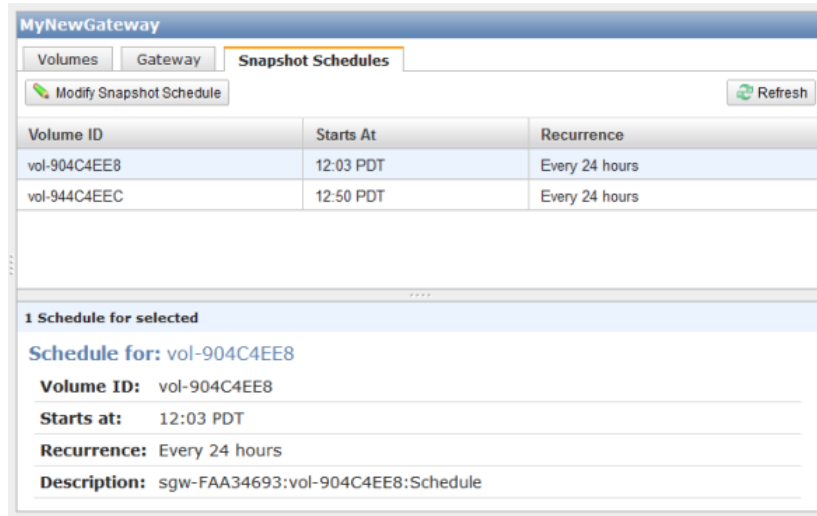 MyNewGateway
Volumes Gateway Snapshot Schedules
Modify Snapshot Schedule Refresh
Volume ID Starts At Recurrence
vol-904C4EE8 12:03 PDT Every 24 hours
vol-944C4EEC 12:50 PDT Every 24 hours
1 Schedule for selected
Schedule for: vol-904C4EE8
Volume ID: vol-904C4EE8
Starts at: 12:03 PDT
Recurrence: Every 24 hours
Description: sgw-FAA34693:vol-904C4EE8:Schedule